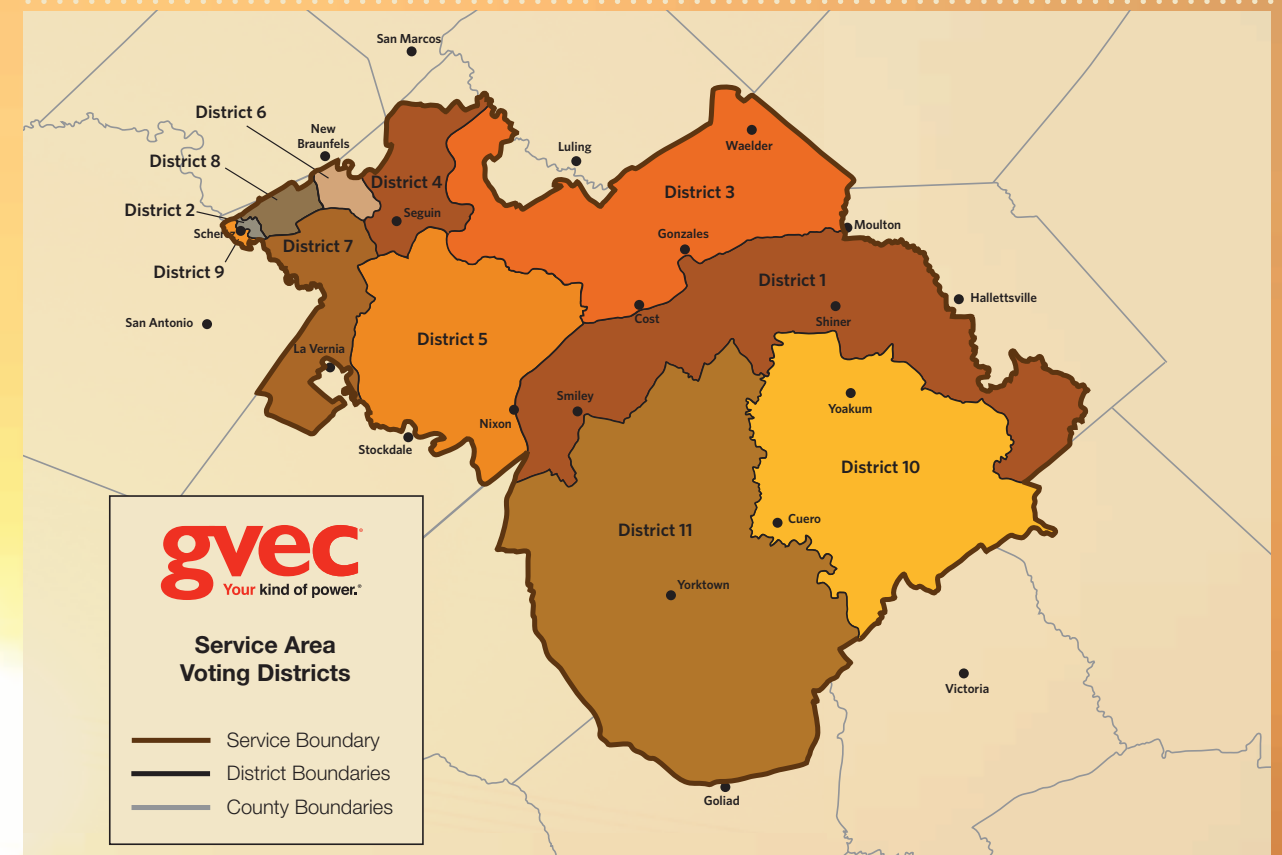 San Marcos
District 6
New
Braunfels
Luling
Waelder
District 8
District 4
District 3
District 2
Seguin
Schertz
District 7
Gonzales
Moulton
District 9
District 1
San Antonio
Hallettsville
Cost
Shiner
District 5
La Vernia
Smiley
Yoakum
Nixon
Stockdale
District 10
Cuero
District 11
Yorktown
Victoria
Goliad
gvec®
Your kind of power.®
Service Area
Voting Districts
Service Boundary
District Boundaries
County Boundaries